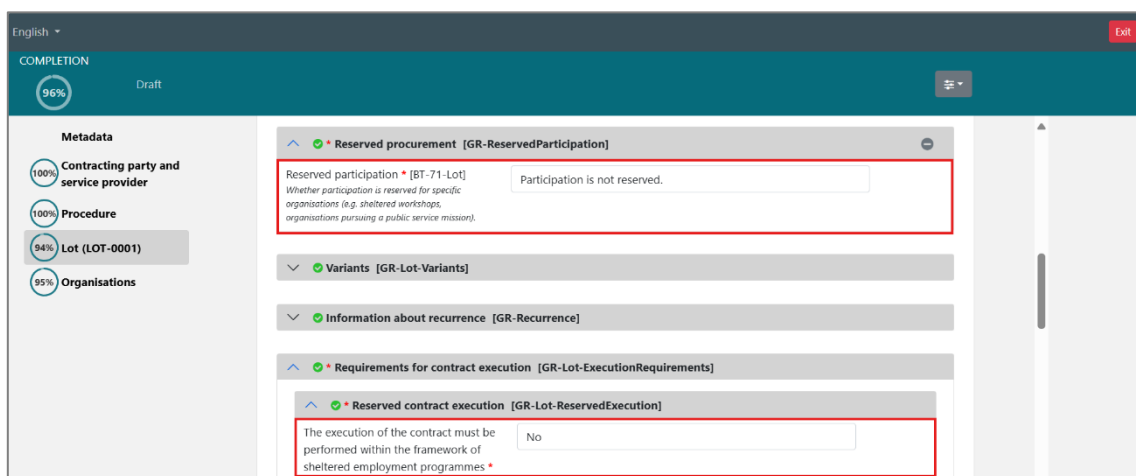 English
Exit
COMPLETION
96%
Draft
Metadata
100%
Contracting party and
service provider
100%
Procedure
94%
Lot (LOT-0001)
95%
Organisations
* Reserved procurement [GR-ReservedParticipation]
Reserved participation * [BT-71-Lot]
Whether participation is reserved for specific
organisations (e.g. sheltered workshops,
organisations pursuing a public service mission).
Participation is not reserved.
Variants [GR-Lot-Variants]
Information about recurrence [GR-Recurrence]
* Requirements for contract execution [GR-Lot-ExecutionRequirements]
* Reserved contract execution [GR-Lot-ReservedExecution]
The execution of the contract must be
performed within the framework of
sheltered employment programmes *
No